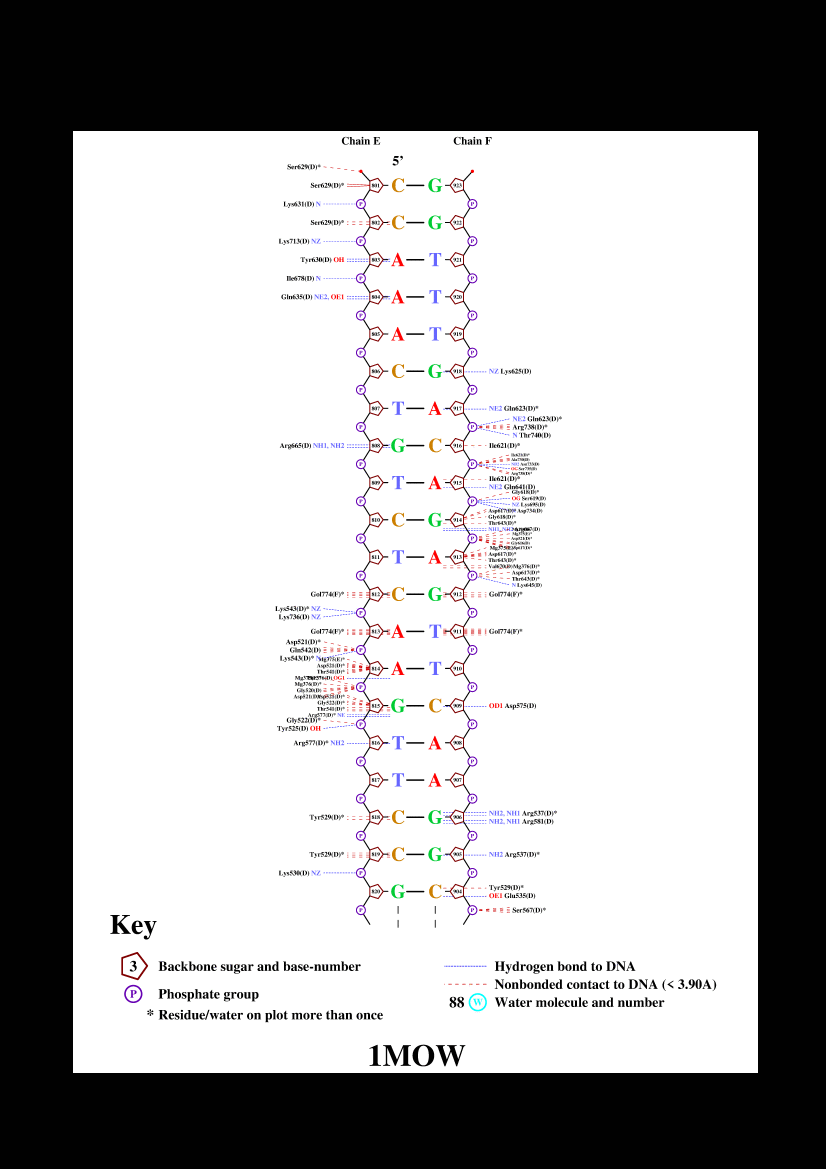 Chain E Chain F
5’
Ser629(D)*
Ser629(D)* 801 C G 923
Lys631(D) N P P
Ser629(D)* 802 C G 922
Lys713(D) NZ P P
Tyr630(D) OH 803 A T 921
Ile678(D) N P P
Gln635(D) NE2, OE1 804 A T 920
P P
805 A T 919
P P
806 C G 918 NZ Lys625(D)
P P
807 T A 917 NE2 Gln623(D)*
NE2 Gln623(D)*
P P Arg738(D)*
N Thr740(D)
Arg665(D) NH1, NH2 808 G C 916 Ile621(D)*
P P
809 T A 915 Ile621(D)*
NE2 Gln641(D)
Gly618(D)*
P P OG Ser619(D)
NZ Lys695(D)
Asp617(D)* Asp734(D)
810 C G 914 Gly618(D)*
Thr643(D)*
P P
811 T A 913 Asp617(D)*
Thr643(D)*
Val620(D) Mg376(D)*
P P Asp617(D)*
Thr643(D)*
N Lys645(D)
Gol774(F)* 812 C G 912 Gol774(F)*
Lys543(D)* NZ P P
Lys736(D) NZ
Gol774(F)* 813 A T 911 Gol774(F)*
Asp521(D)*
Gln542(D) P P
Lys543(D)* N
Asp521(D)* 814 A T 910
Thr541(D)*
Mg376(D)* P P
Gly520(D)
Gly522(D)* 815 G C 909 OD1 Asp575(D)
Thr541(D)*
Arg577(D)* NE
Gly522(D)* P P
Tyr525(D) OH
Arg577(D)* NH2 816 T A 908
P P
817 T A 907
P P
Tyr529(D)* 818 C G 906 NH2, NH1 Arg537(D)*
NH2, NH1 Arg581(D)
P P
Tyr529(D)* 819 C G 905 NH2 Arg537(D)*
Lys530(D) NZ P P
820 G C 904 Tyr529(D)*
OE1 Glu535(D)
P P Ser567(D)*
Key
3 Backbone sugar and base-number
P Phosphate group
* Residue/water on plot more than once
Hydrogen bond to DNA
Nonbonded contact to DNA (< 3.90A)
88 W Water molecule and number
1MOW